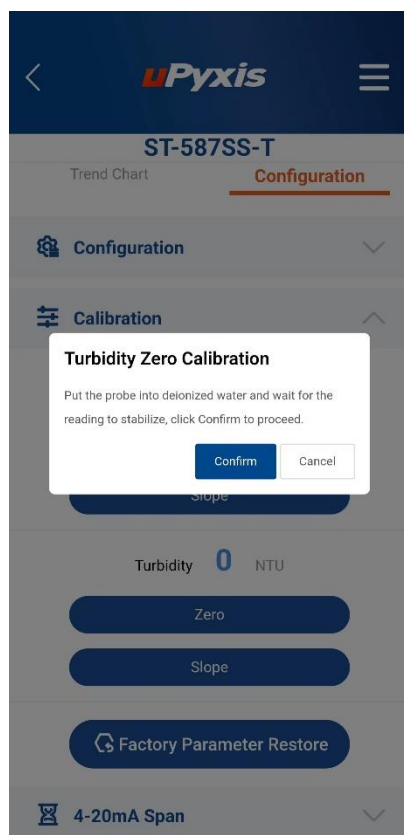 uPyxis
ST-587SS-T
Trend Chart
Configuration
Configuration
Calibration
Turbidity Zero Calibration
Put the probe into deionized water and wait for the
reading to stabilize, click Confirm to proceed.
Confirm
Cancel
Slope
Turbidity 0 NTU
Zero
Slope
Factory Parameter Restore
4-20mA Span